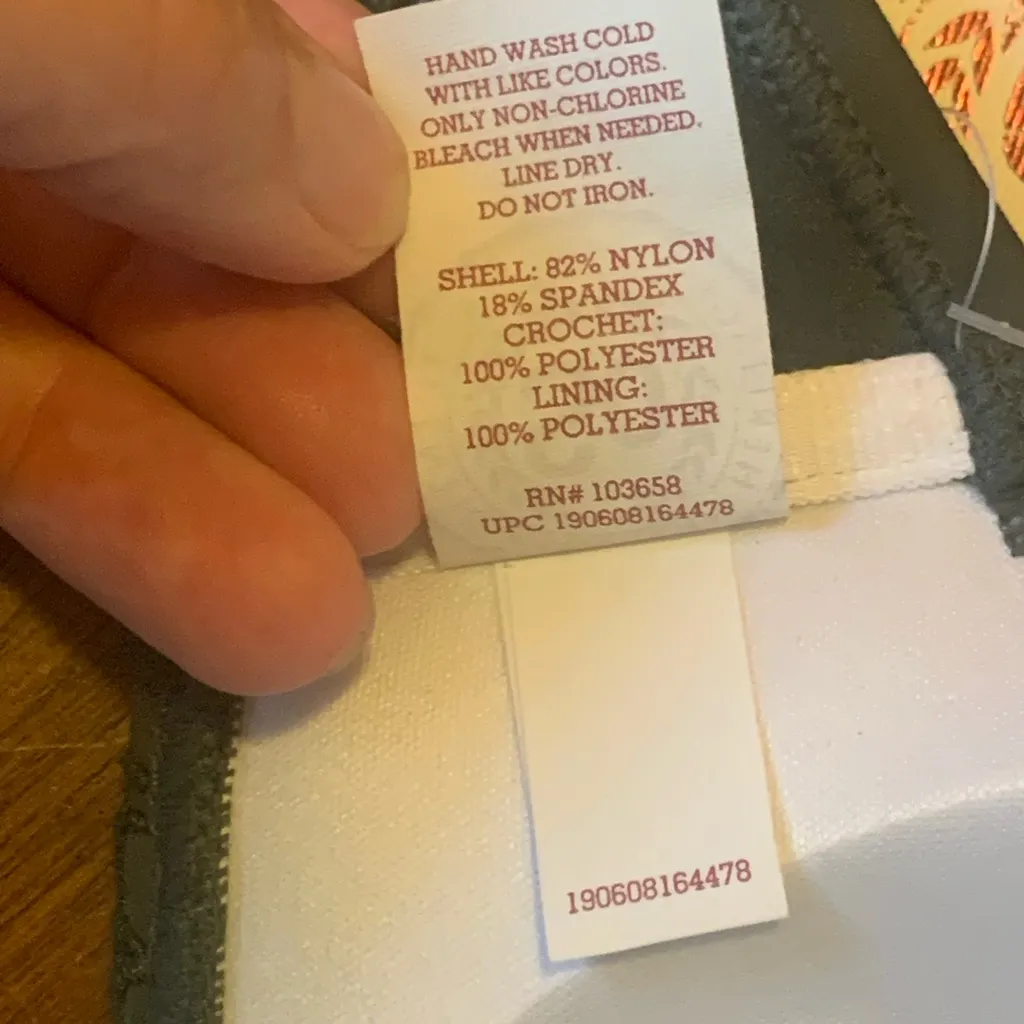 HAND WASH COLD
WITH LIKE COLORS.
ONLY NON-CHLORINE
BLEACH WHEN NEEDED.
LINE DRY.
DO NOT IRON.
SHELL: 82% NYLON
18% SPANDEX
CROCHET:
100% POLYESTER
LINING:
100% POLYESTER
RN# 103658
UPC 190608164478
190608164478